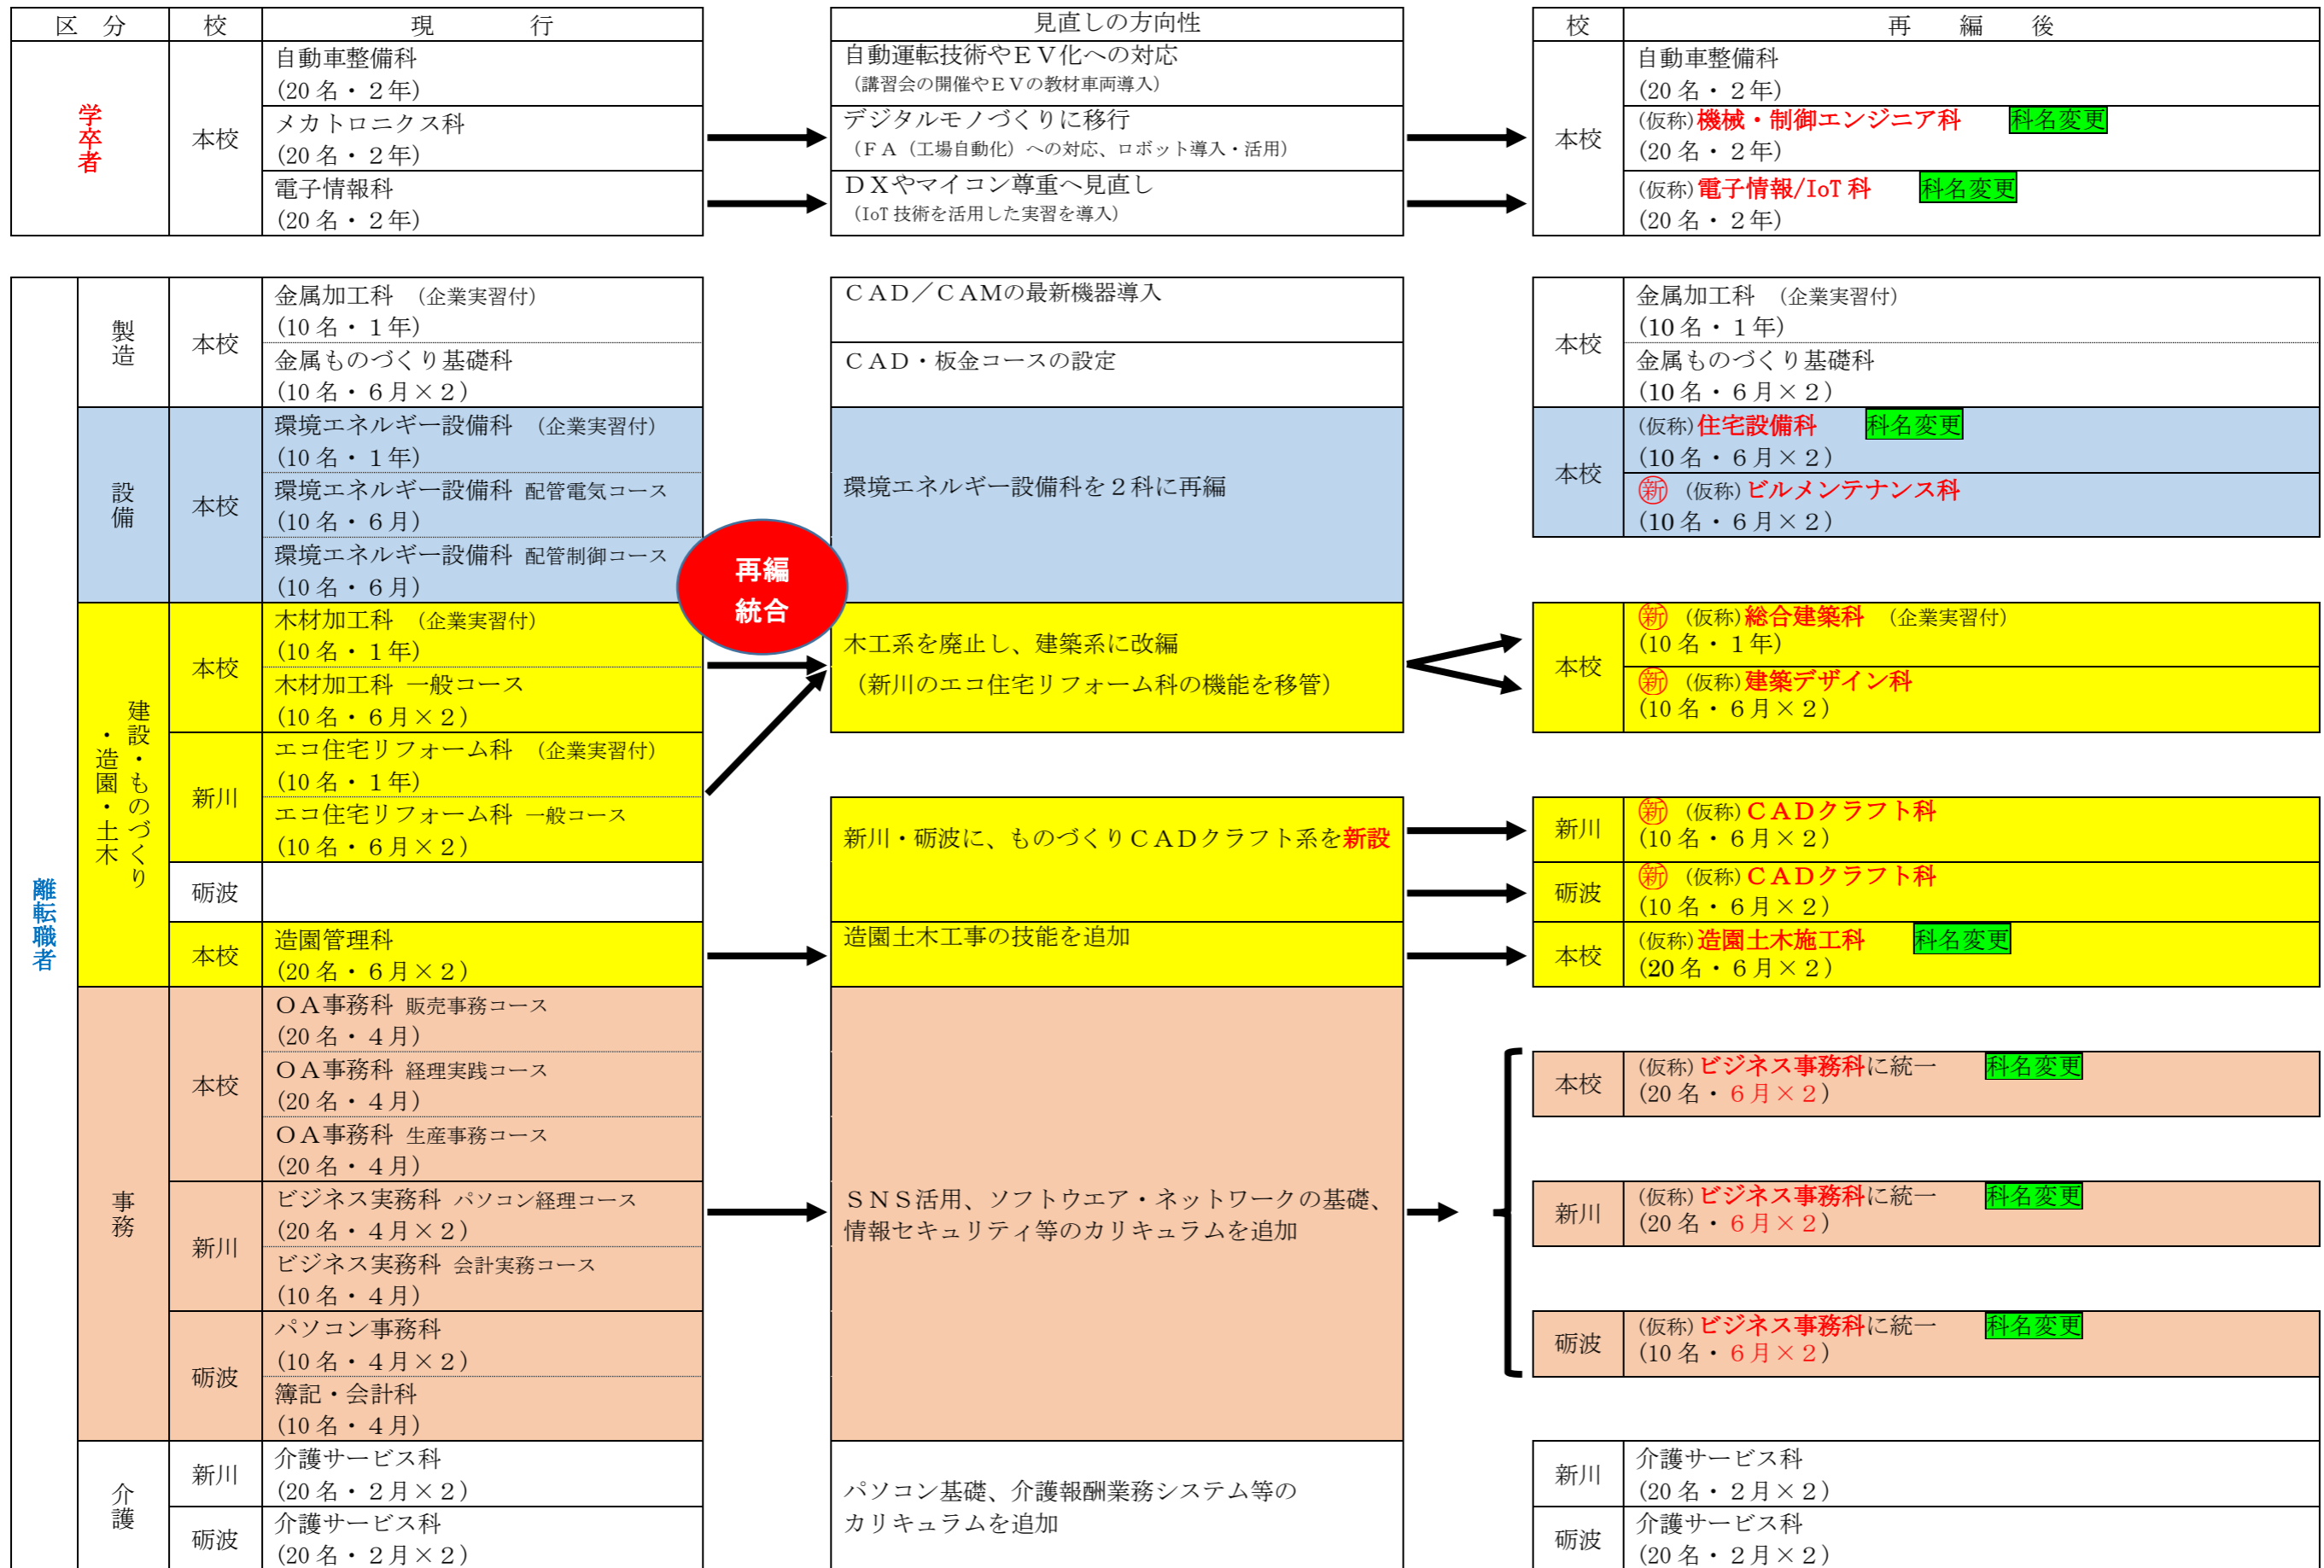 区　分
校
現　　　　行
見直しの方向性
校
再　　編　　後
学卒者
本校
自動車整備科
(20名・２年)
メカトロニクス科
(20名・２年)
電子情報科
(20名・２年)
自動運転技術やＥＶ化への対応
（講習会の開催やＥＶの教材車両導入）
デジタルモノづくりに移行
（ＦＡ（工場自動化）への対応、ロボット導入・活用）
ＤＸやマイコン尊重へ見直し
（IoT技術を活用した実習を導入）
本校
自動車整備科
(20名・２年)
(仮称)機械・制御エンジニア科　科名変更
(20名・２年)
(仮称)電子情報/IoT科　科名変更
(20名・２年)
離転職者
製造
本校
金属加工科　（企業実習付）
(10名・１年)
金属ものづくり基礎科
(10名・６月×２)
ＣＡＤ／ＣＡＭの最新機器導入
ＣＡＤ・板金コースの設定
本校
金属加工科　（企業実習付）
(10名・１年)
金属ものづくり基礎科
(10名・６月×２)
設備
本校
環境エネルギー設備科　（企業実習付）
(10名・１年)
環境エネルギー設備科 配管電気コース
(10名・６月)
環境エネルギー設備科 配管制御コース
(10名・６月)
環境エネルギー設備科を２科に再編
本校
(仮称)住宅設備科　科名変更
(10名・６月×２)
新　(仮称)ビルメンテナンス科
(10名・６月×２)
再編
統合
建設・ものづくり
・造園・土木
本校
木材加工科　（企業実習付）
(10名・１年)
木材加工科 一般コース
(10名・６月×２)
新川
エコ住宅リフォーム科　（企業実習付）
(10名・１年)
エコ住宅リフォーム科 一般コース
(10名・６月×２)
砺波
本校
造園管理科
(20名・６月×２)
木工系を廃止し、建築系に改編
（新川のエコ住宅リフォーム科の機能を移管）
新川・砺波に、ものづくりＣＡＤクラフト系を新設
造園土木工事の技能を追加
本校
新　(仮称)総合建築科　（企業実習付）
(10名・１年)
新　(仮称)建築デザイン科
(10名・６月×２)
新川
新　(仮称)ＣＡＤクラフト科
(10名・６月×２)
砺波
新　(仮称)ＣＡＤクラフト科
(10名・６月×２)
本校
(仮称)造園土木施工科　科名変更
(20名・６月×２)
事務
本校
ＯＡ事務科 販売事務コース
(20名・４月)
ＯＡ事務科 経理実践コース
(20名・４月)
ＯＡ事務科 生産事務コース
(20名・４月)
新川
ビジネス実務科 パソコン経理コース
(20名・４月×２)
ビジネス実務科 会計実務コース
(10名・４月)
砺波
パソコン事務科
(10名・４月×２)
簿記・会計科
(10名・４月)
ＳＮＳ活用、ソフトウエア・ネットワークの基礎、
情報セキュリティ等のカリキュラムを追加
本校
(仮称)ビジネス事務科に統一　科名変更
(20名・６月×２)
新川
(仮称)ビジネス事務科に統一　科名変更
(20名・６月×２)
砺波
(仮称)ビジネス事務科に統一　科名変更
(10名・６月×２)
介護
新川
介護サービス科
(20名・２月×２)
砺波
介護サービス科
(20名・２月×２)
パソコン基礎、介護報酬業務システム等の
カリキュラムを追加
新川
介護サービス科
(20名・２月×２)
砺波
介護サービス科
(20名・２月×２)